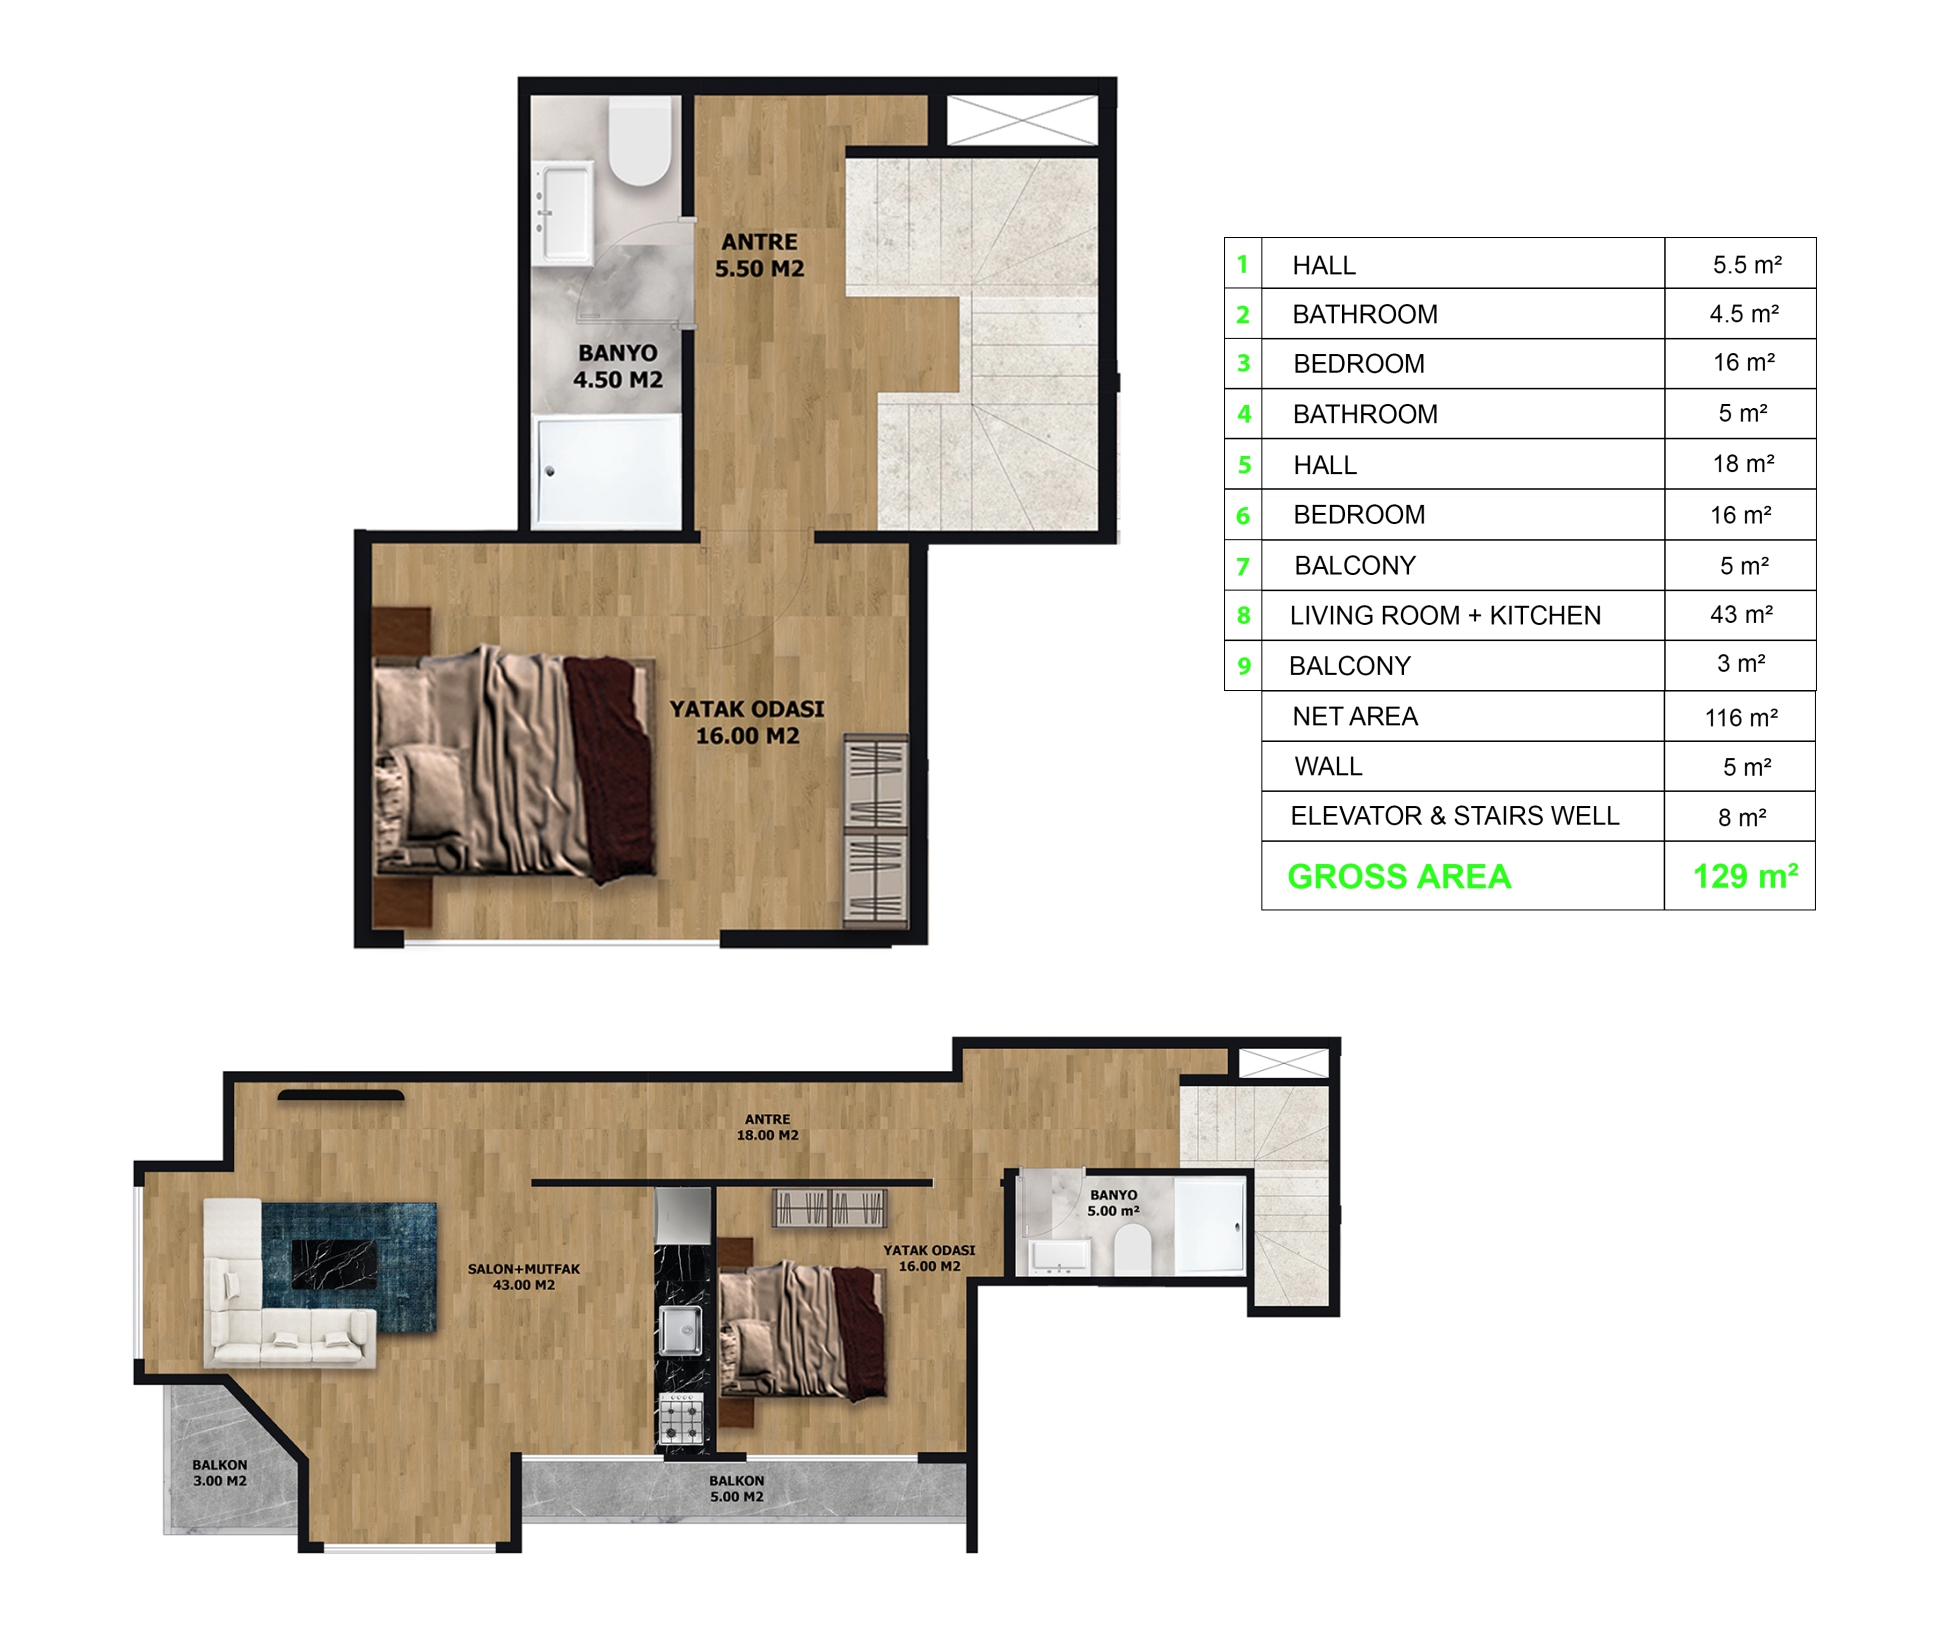 ANTRE
5.50 M2
BANYO
4.50 M2
YATAK ODASI
16.00 M2
1 HALL 5.5 m²
2 BATHROOM 4.5 m²
3 BEDROOM 16 m²
4 BATHROOM 5 m²
5 HALL 18 m²
6 BEDROOM 16 m²
7 BALCONY 5 m²
8 LIVING ROOM + KITCHEN 43 m²
9 BALCONY 3 m²
NET AREA 116 m²
WALL 5 m²
ELEVATOR & STAIRS WELL 8 m²
GROSS AREA 129 m²
ANTRE
18.00 M2
BANYO
5.00 m²
YATAK ODASI
16.00 M2
SALON+MUTFAK
43.00 M2
BALKON
3.00 M2
BALKON
5.00 M2